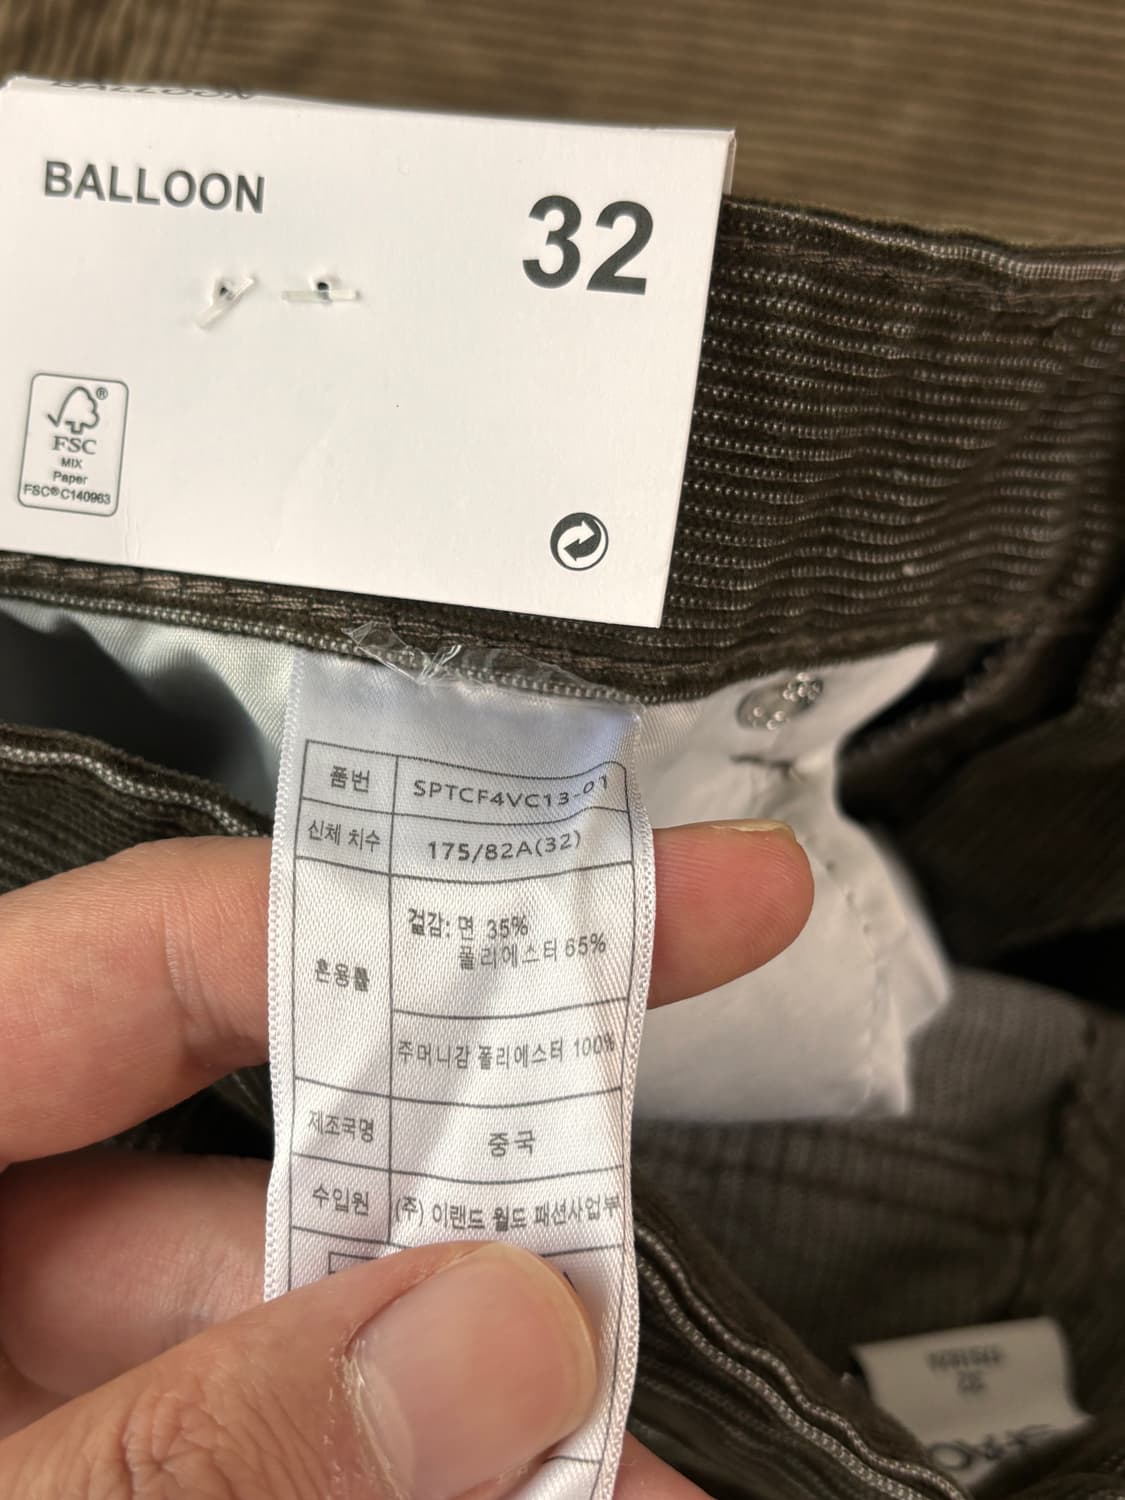 BALLOON
BALLOON
32
FSC
MIX
Paper
FSC®C140963
품번
SPTCF4VC13-01
신체 치수
175/82A(32)
혼용률
겉감: 면 35%
폴리에스터 65%
주머니감 폴리에스터 100%
제조국명
중국
수입원
(주) 이랜드 월드 패션사업부